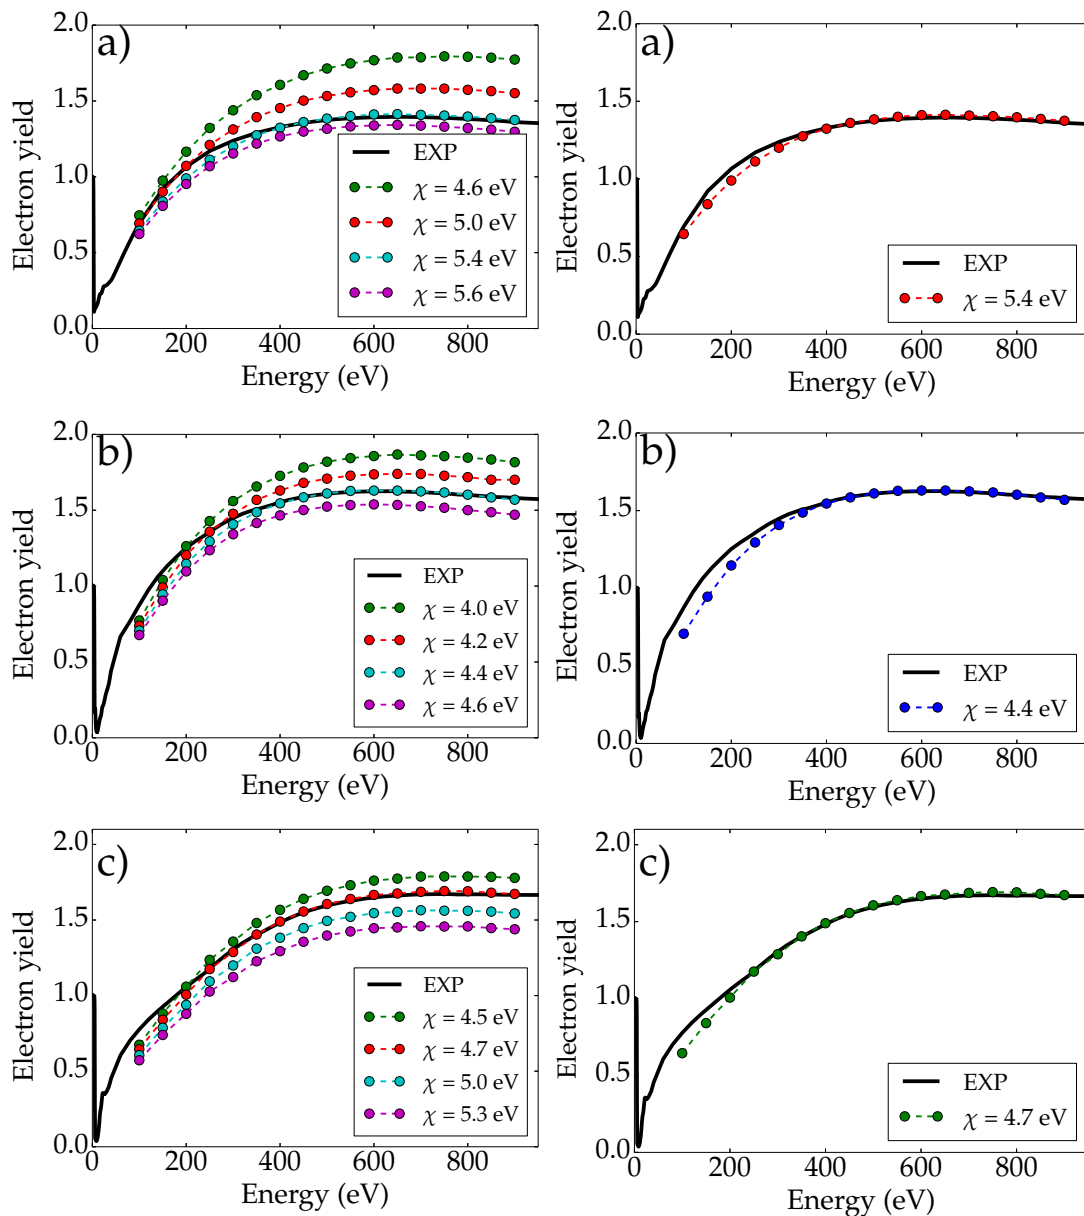 a)
Electron yield
2.0
1.5
1.0
0.5
0.0
0 200 400 600 800
Energy (eV)
EXP
χ = 4.6 eV
χ = 5.0 eV
χ = 5.4 eV
χ = 5.6 eV
a)
Electron yield
2.0
1.5
1.0
0.5
0.0
0 200 400 600 800
Energy (eV)
EXP
χ = 5.4 eV
b)
Electron yield
2.0
1.5
1.0
0.5
0.0
0 200 400 600 800
Energy (eV)
EXP
χ = 4.0 eV
χ = 4.2 eV
χ = 4.4 eV
χ = 4.6 eV
b)
Electron yield
2.0
1.5
1.0
0.5
0.0
0 200 400 600 800
Energy (eV)
EXP
χ = 4.4 eV
c)
Electron yield
2.0
1.5
1.0
0.5
0.0
0 200 400 600 800
Energy (eV)
EXP
χ = 4.5 eV
χ = 4.7 eV
χ = 5.0 eV
χ = 5.3 eV
c)
Electron yield
2.0
1.5
1.0
0.5
0.0
0 200 400 600 800
Energy (eV)
EXP
χ = 4.7 eV